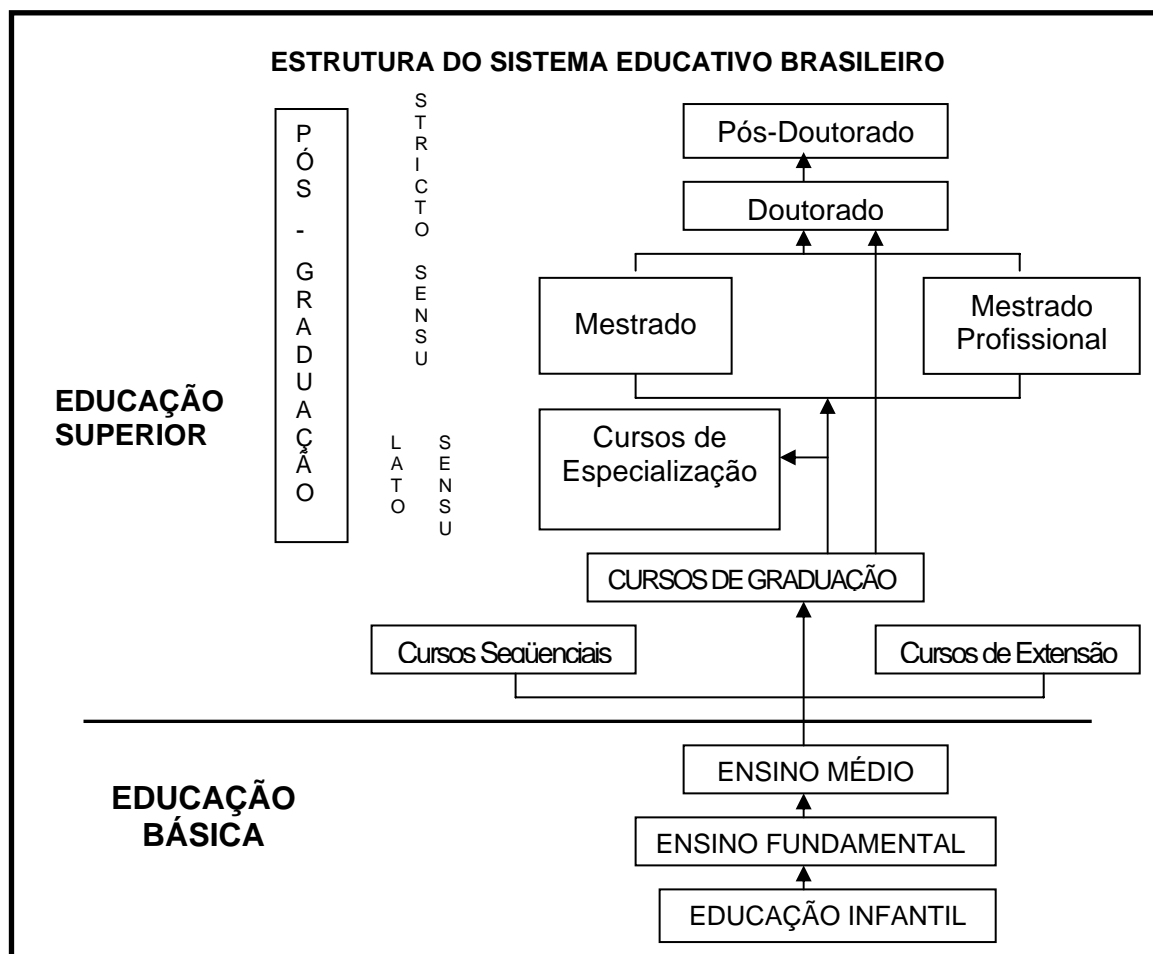 ESTRUTURA DO SISTEMA EDUCATIVO BRASILEIRO
PÓS - GRADUAÇÃO
STRICTO SENSU
Pós-Doutorado
Doutorado
Mestrado
Mestrado
Profissional
EDUCAÇÃO
SUPERIOR
LATO
SENSU
Cursos de
Especialização
CURSOS DE GRADUAÇÃO
Cursos Seqüenciais
Cursos de Extensão
EDUCAÇÃO
BÁSICA
ENSINO MÉDIO
ENSINO FUNDAMENTAL
EDUCAÇÃO INFANTIL